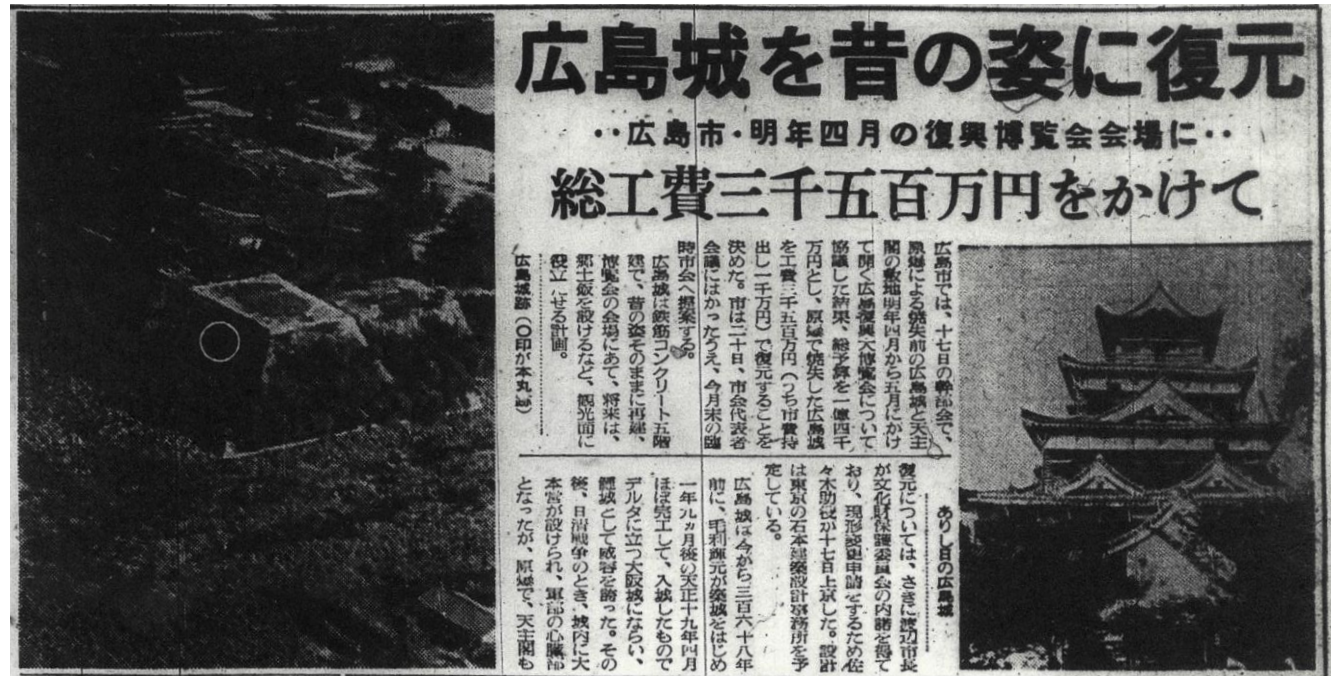 広島城を昔の姿に復元
・・広島市・明年四月の復興博覧会会場に・・
総工費三千五百万円をかけて
広島市では、十七日の幹部会で、
原爆による焼失前の広島城と天主
閣の敷地明年四月から五月にかけ
て開く広島復興大博覧会について
協議した結果、総予算を一億四千
万円とし、原爆で焼失した広島城
を工費三千五百万円(うち市費持
出し一千万円)で復元することを
決めた。市は二十日、市会代表者
会議にはかったうえ、今月末の臨
時市会へ提案する。
広島城は鉄筋コンクリート五階
建で、昔の姿そのままに再建、
博覧会の会場にあて、将来は、
郷土館を設けるなど、観光面に
役立たせる計画。
広島城跡(○印が本丸跡)
ありし日の広島城
復元については、さきに渡辺市長
が文化財保護委員会の内諾を得て
おり、現形変更申請をするため佐
々木助役が十七日上京した。設計
は東京の石本建築設計事務所を予
定している。
広島城は今から三百六十八年
前に、毛利輝元が築城をはじめ
一年九ヵ月後の天正十九年四月
ほぼ完工して、入城したもので
デルタに立つ大阪城にならい、
輝城として威容を誇った。その
後、日清戦争のとき、城内に大
本営が設けられ、軍部の心臓部
となったが、原爆で、天主閣も